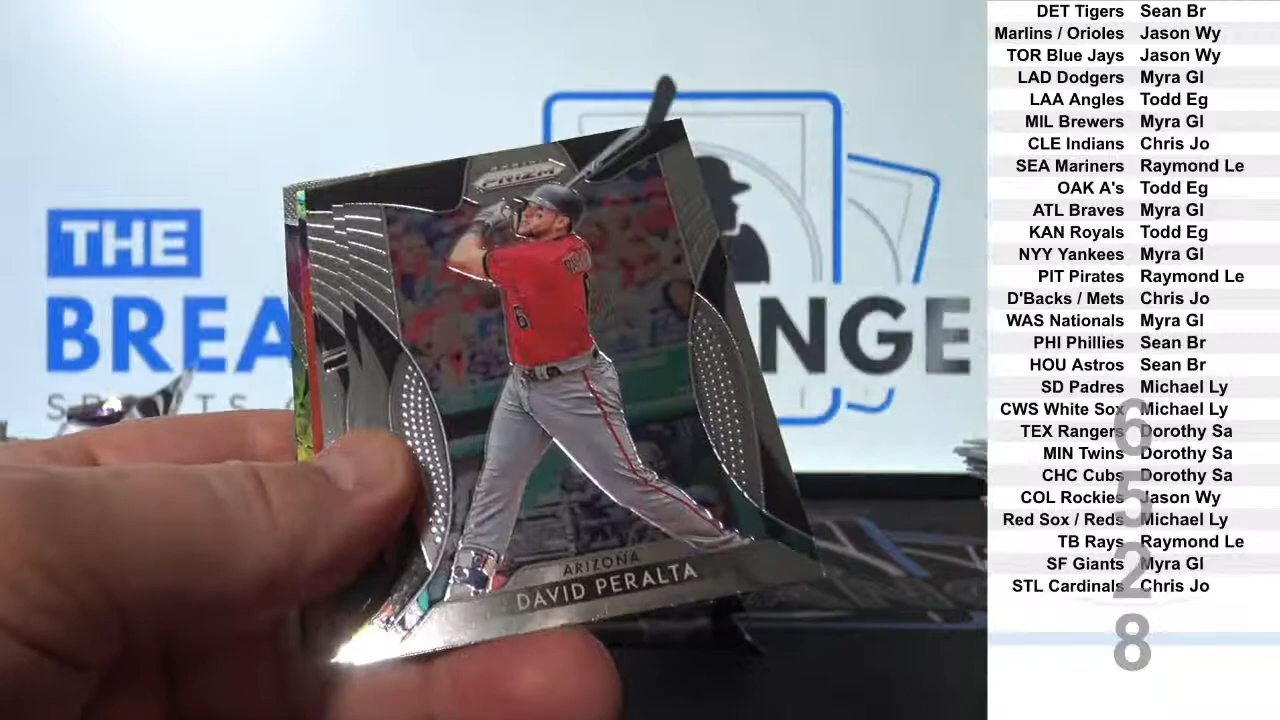 THE
BREA NGE
SP RTS
PANINI
PRIZM
6
ARIZONA
DAVID PERALTA
DET Tigers Sean Br
Marlins / Orioles Jason Wy
TOR Blue Jays Jason Wy
LAD Dodgers Myra Gl
LAA Angles Todd Eg
MIL Brewers Myra Gl
CLE Indians Chris Jo
SEA Mariners Raymond Le
OAK A's Todd Eg
ATL Braves Myra Gl
KAN Royals Todd Eg
NYY Yankees Myra Gl
PIT Pirates Raymond Le
D'Backs / Mets Chris Jo
WAS Nationals Myra Gl
PHI Phillies Sean Br
HOU Astros Sean Br
SD Padres Michael Ly
CWS White Sox Michael Ly
TEX Rangers Dorothy Sa
MIN Twins Dorothy Sa
CHC Cubs Dorothy Sa
COL Rockies Jason Wy
Red Sox / Reds Michael Ly
TB Rays Raymond Le
SF Giants Myra Gl
STL Cardinals Chris Jo
6
5
2
8